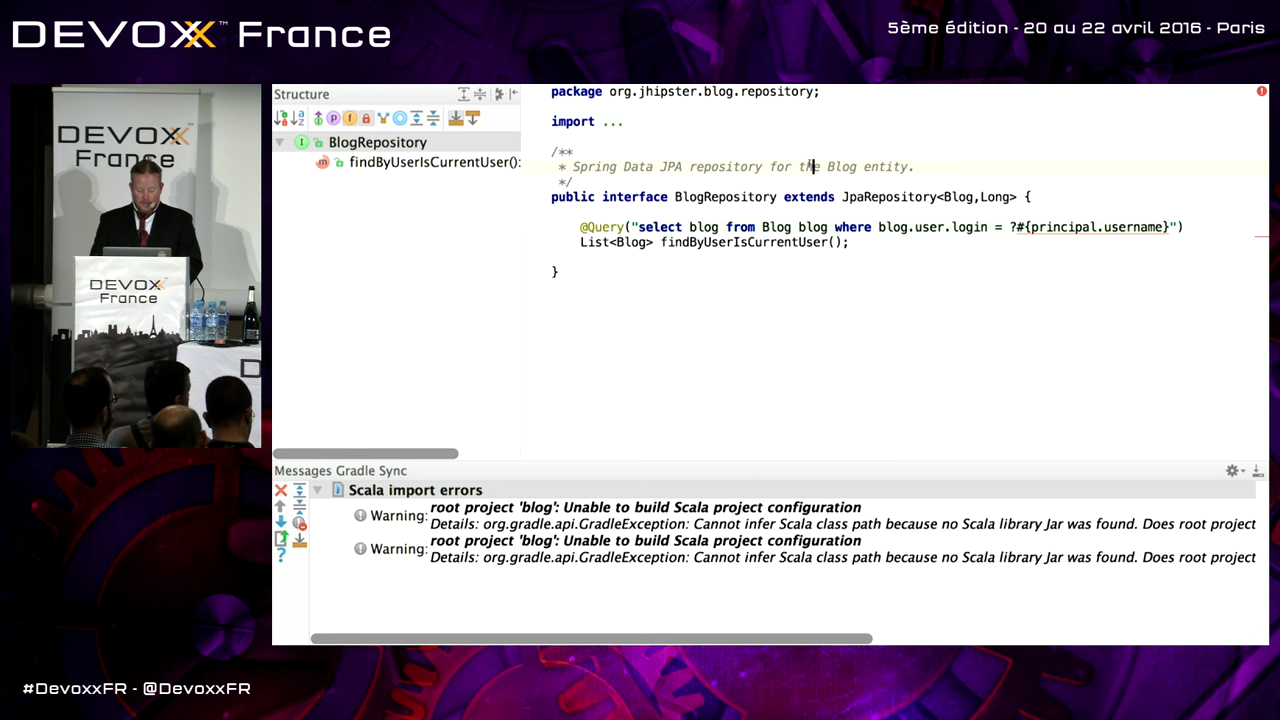 DEVOXX™ France
5ème édition - 20 au 22 avril 2016 - Paris
DEVOXX™
France
DEVOXX
France
D
Structure
BlogRepository
findByUserIsCurrentUser():
package org.jhipster.blog.repository;
import ...
/**
* Spring Data JPA repository for the Blog entity.
*/
public interface BlogRepository extends JpaRepository<Blog,Long> {
@Query("select blog from Blog blog where blog.user.login = ?#{principal.username}")
List<Blog> findByUserIsCurrentUser();
}
Messages Gradle Sync
Scala import errors
Warning: root project 'blog': Unable to build Scala project configuration
Details: org.gradle.api.GradleException: Cannot infer Scala class path because no Scala library Jar was found. Does root project
Warning: root project 'blog': Unable to build Scala project configuration
Details: org.gradle.api.GradleException: Cannot infer Scala class path because no Scala library Jar was found. Does root project
#DevoxxFR - @DevoxxFR